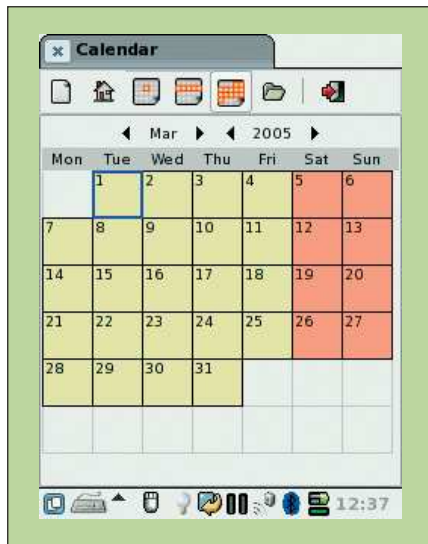 Calendar
Mar 2005
Mon Tue Wed Thu Fri Sat Sun
1 2 3 4 5 6
7 8 9 10 11 12 13
14 15 16 17 18 19 20
21 22 23 24 25 26 27
28 29 30 31
12:37